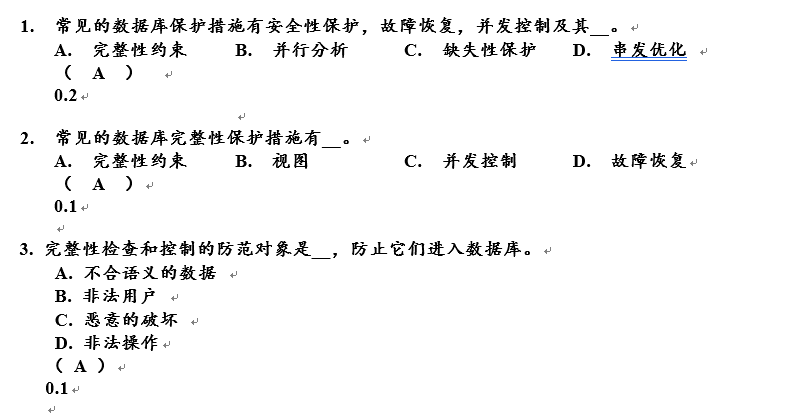 1. 常见的数据库保护措施有安全性保护，故障恢复，并发控制及其__。
A. 完整性约束 B. 并行分析 C. 缺失性保护 D. 串发优化
（ A ）
0.2
2. 常见的数据库完整性保护措施有__。
A. 完整性约束 B. 视图 C. 并发控制 D. 故障恢复
（ A ）
0.1
3. 完整性检查和控制的防范对象是__，防止它们进入数据库。
A. 不合语义的数据
B. 非法用户
C. 恶意的破坏
D. 非法操作
（ A ）
0.1